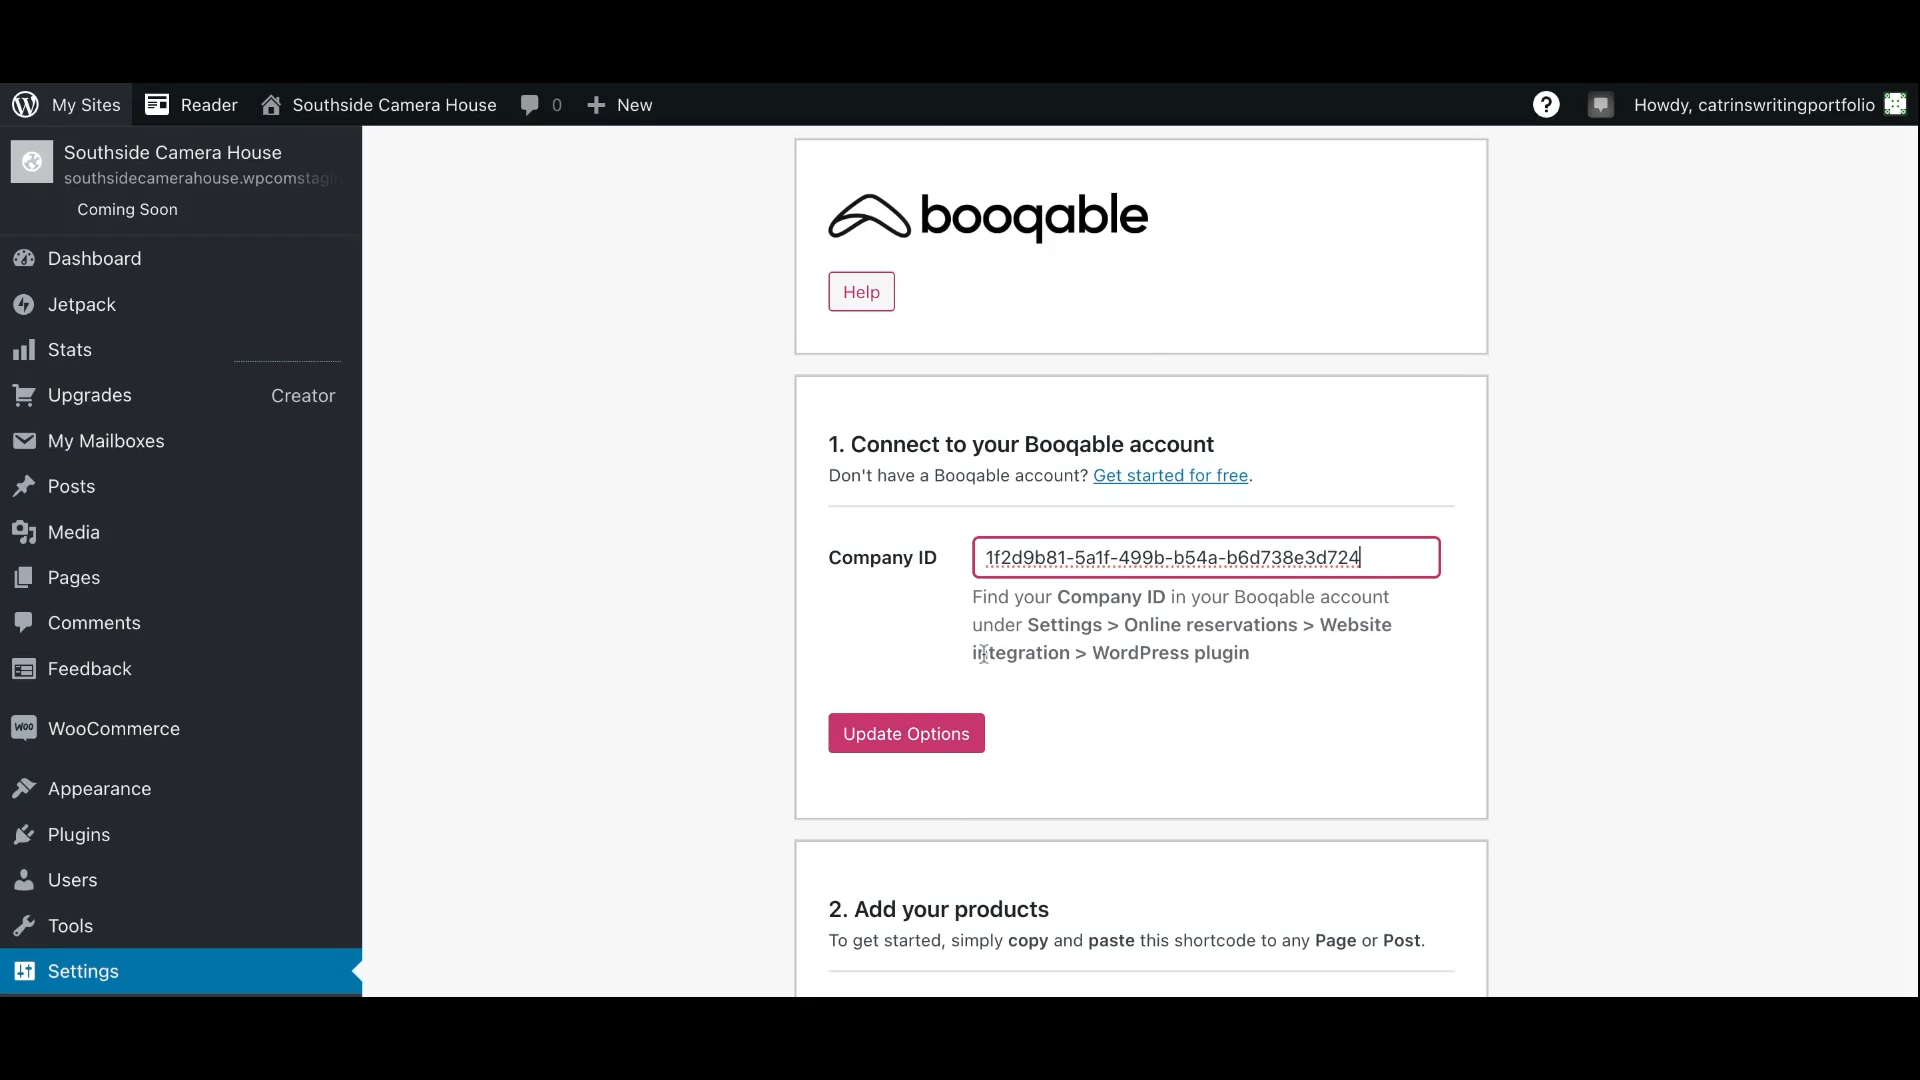 My Sites
Reader
Southside Camera House
0
New
Howdy, catrinswritingportfolio
Southside Camera House
southsidecamerahouse.wpcomstagin
Coming Soon
Dashboard
Jetpack
Stats
Upgrades Creator
My Mailboxes
Posts
Media
Pages
Comments
Feedback
WooCommerce
Appearance
Plugins
Users
Tools
Settings
booqable
Help
1. Connect to your Booqable account
Don't have a Booqable account? Get started for free.
Company ID 1f2d9b81-5a1f-499b-b54a-b6d738e3d724
Find your Company ID in your Booqable account
under Settings > Online reservations > Website
integration > WordPress plugin
Update Options
2. Add your products
To get started, simply copy and paste this shortcode to any Page or Post.